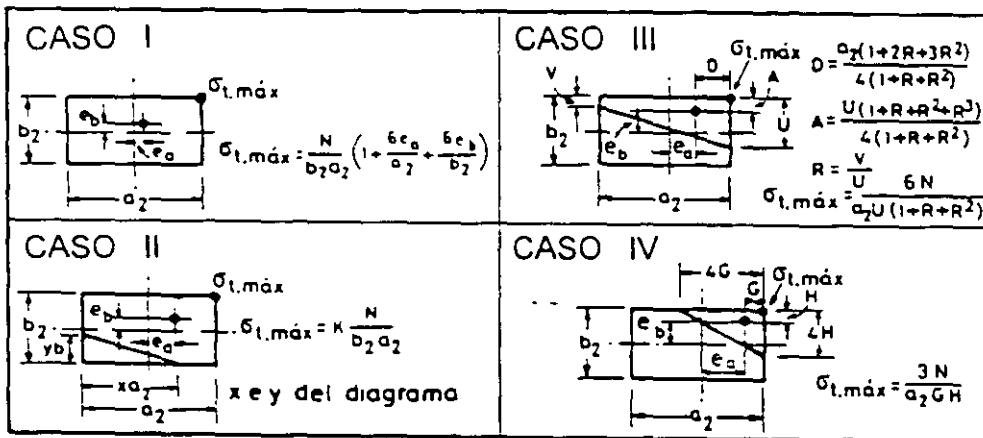 CASO I
σt,máx
eb
b2
ea
a2
σt,máx = N / b2a2 (1 + 6ea/a2 + 6eb/b2)
CASO III
D
V
σt,máx
A
b2
U
eb
ea
a2
D = a2(1+2R+3R²) / 4(1+R+R²)
A = U(1+R+R²+R³) / 4(1+R+R²)
R = V/U
σt,máx = 6N / a2U(1+R+R²)
CASO II
σt,máx
eb
b2
yb
ea
xa2
a2
σt,máx = K N / b2a2
x e y del diagrama
CASO IV
4G
σt,máx
G
H
eb
b2
4H
ea
a2
σt,máx = 3N / a2GH